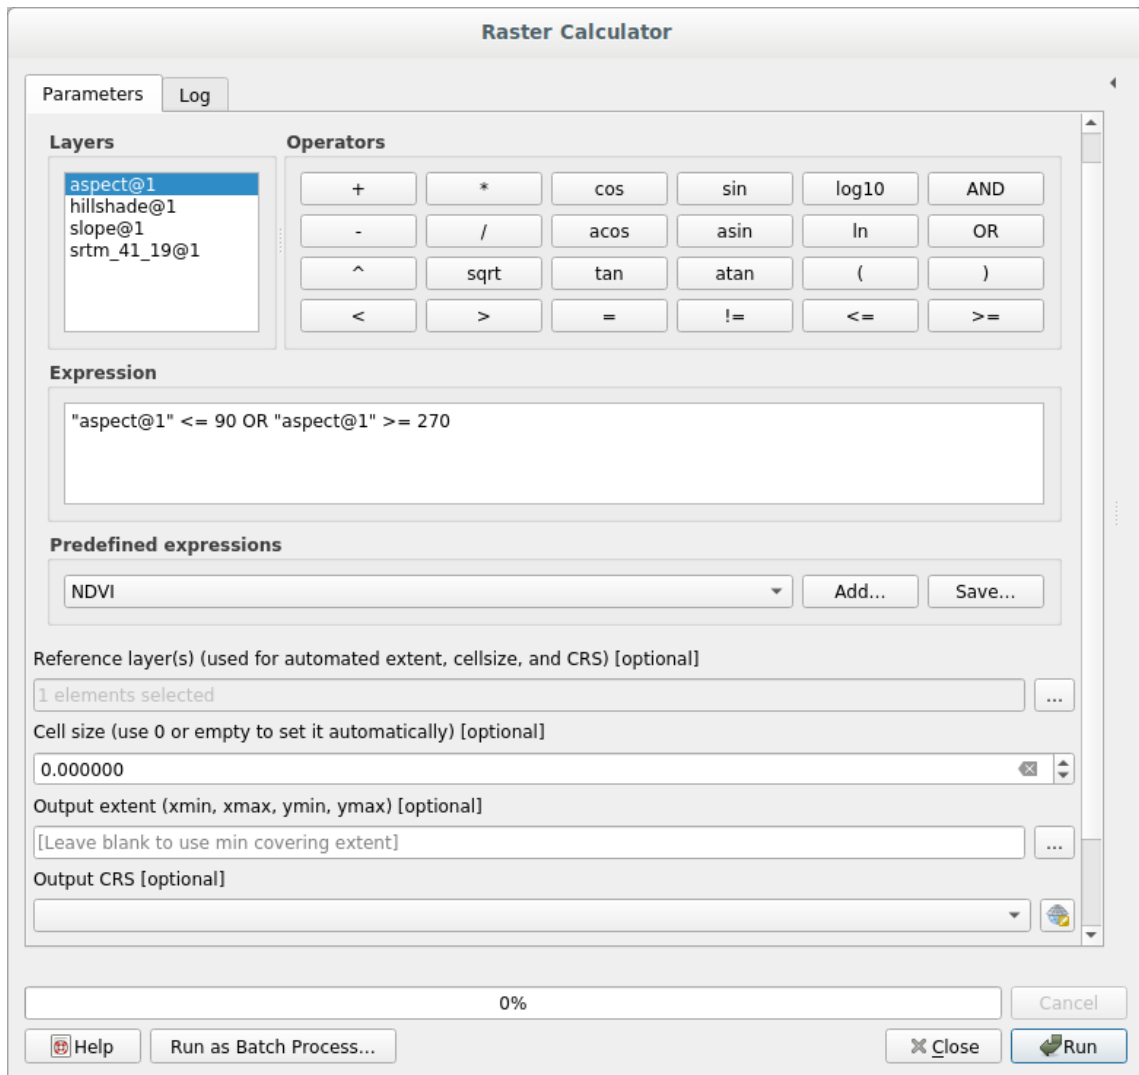 Raster Calculator
Parameters
Log
Layers
Operators
aspect@1
hillshade@1
slope@1
srtm_41_19@1
+ * cos sin log10 AND
- / acos asin ln OR
^ sqrt tan atan ( )
< > = != <= >=
Expression
"aspect@1" <= 90 OR "aspect@1" >= 270
Predefined expressions
NDVI
Add...
Save...
Reference layer(s) (used for automated extent, cellsize, and CRS) [optional]
1 elements selected
...
Cell size (use 0 or empty to set it automatically) [optional]
0.000000
Output extent (xmin, xmax, ymin, ymax) [optional]
[Leave blank to use min covering extent]
...
Output CRS [optional]
0%
Cancel
Help
Run as Batch Process...
Close
Run